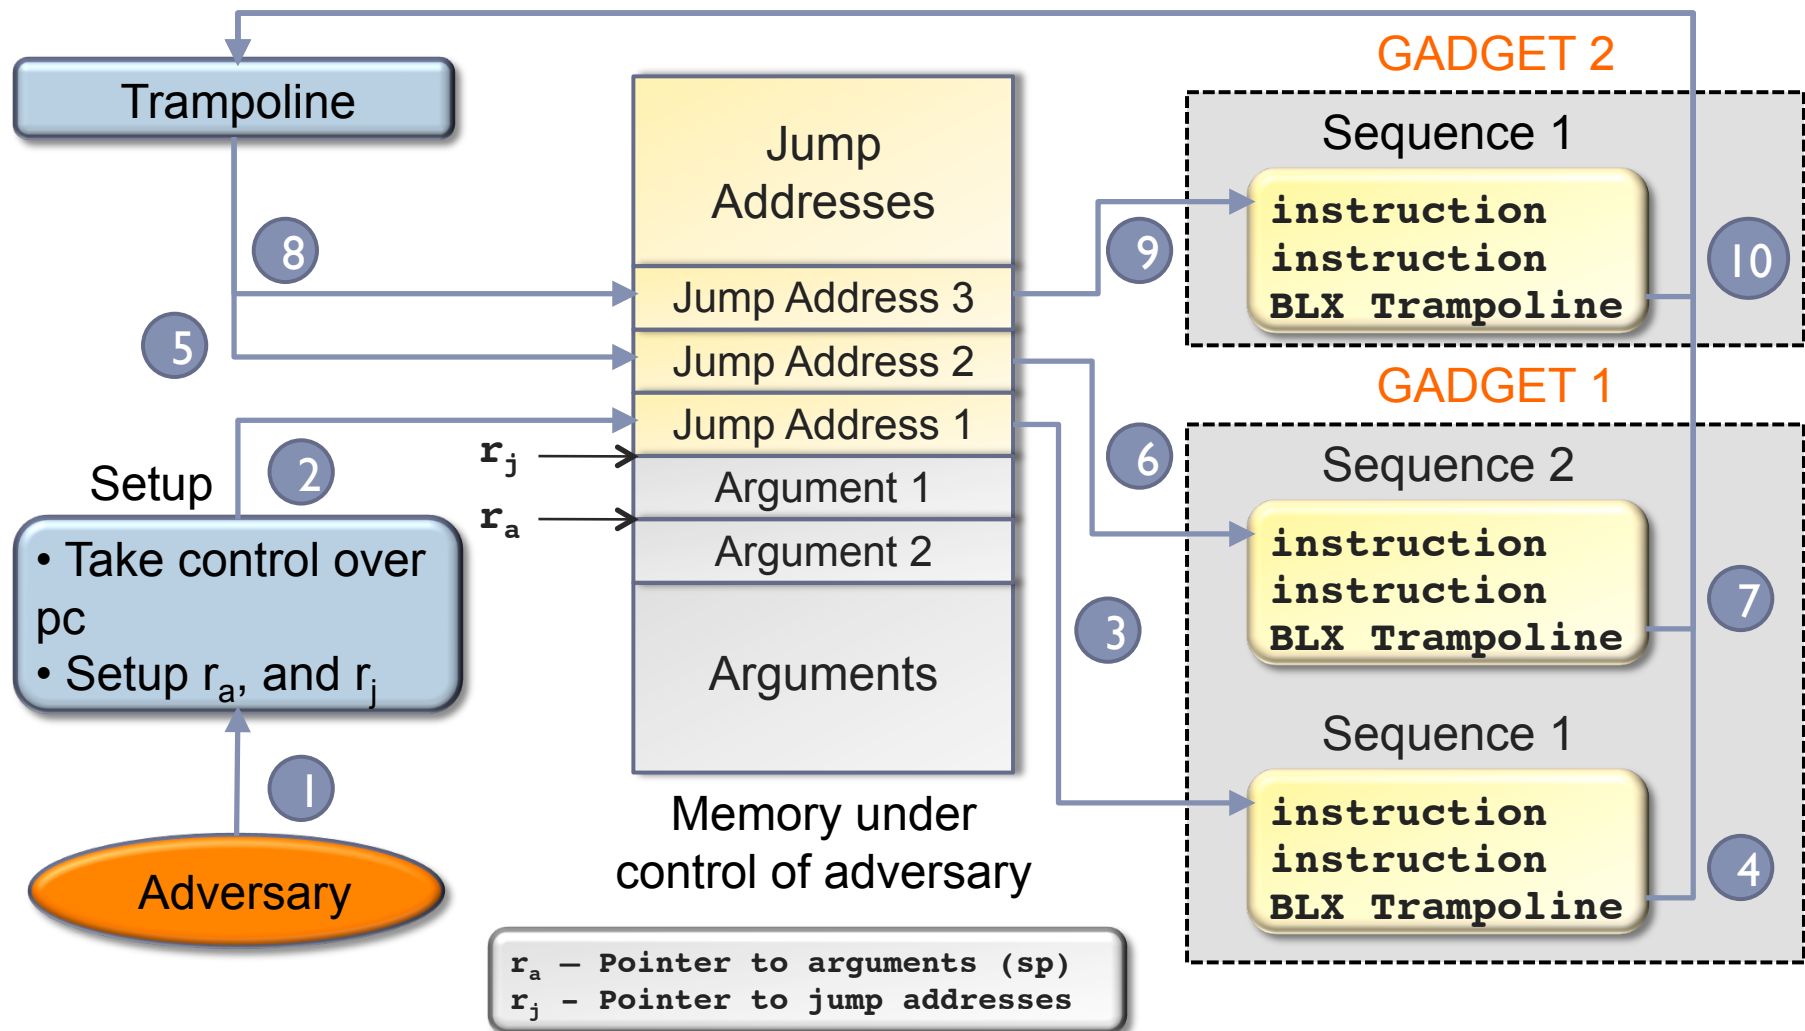 GADGET 2
Trampoline
Sequence 1
instruction
instruction
BLX Trampoline
10
Jump
Addresses
8
9
Jump Address 3
5
Jump Address 2
Jump Address 1
GADGET 1
rj
ra
Argument 1
Argument 2
Arguments
6
3
Sequence 2
instruction
instruction
BLX Trampoline
7
Setup
2
• Take control over
pc
• Setup ra, and rj
1
Adversary
Sequence 1
instruction
instruction
BLX Trampoline
4
Memory under
control of adversary
ra – Pointer to arguments (sp)
rj – Pointer to jump addresses